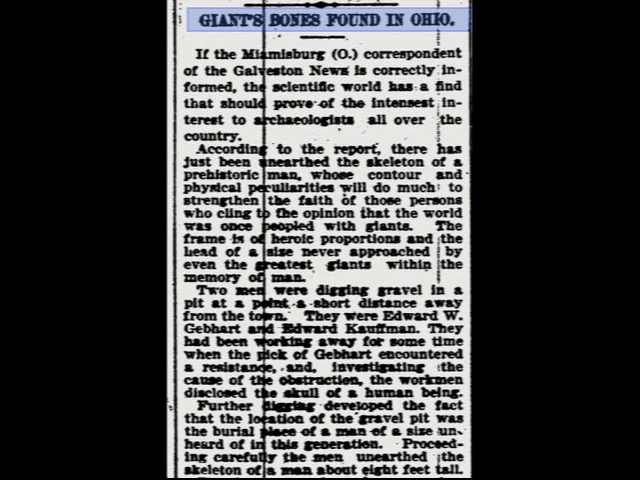 GIANT'S BONES FOUND IN OHIO.
If the Miamisburg (O.) correspondent
of the Galveston News is correctly in-
formed, the scientific world has a find
that should prove of the intensest in-
terest to archaeologists all over the
country.
According to the report, there has
just been unearthed the skeleton of a
prehistoric man, whose contour and
physical peculiarities will do much to
strengthen the faith of those persons
who cling to the opinion that the world
was once peopled with giants. The
frame is of heroic proportions and the
head of a size never approached by
even the greatest giants within the
memory of man.
Two men were digging gravel in a
pit at a point a short distance away
from the town. They were Edward W.
Gebhart and Edward Kauffman. They
had been working away for some time
when the pick of Gebhart encountered
a resistance, and, investigating the
cause of the obstruction, the workmen
disclosed the skull of a human being.
Further digging developed the fact
that the location of the gravel pit was
the burial place of a man of a size un-
heard of in this generation. Proceed-
ing carefully the men unearthed the
skeleton of a man about eight feet tall.